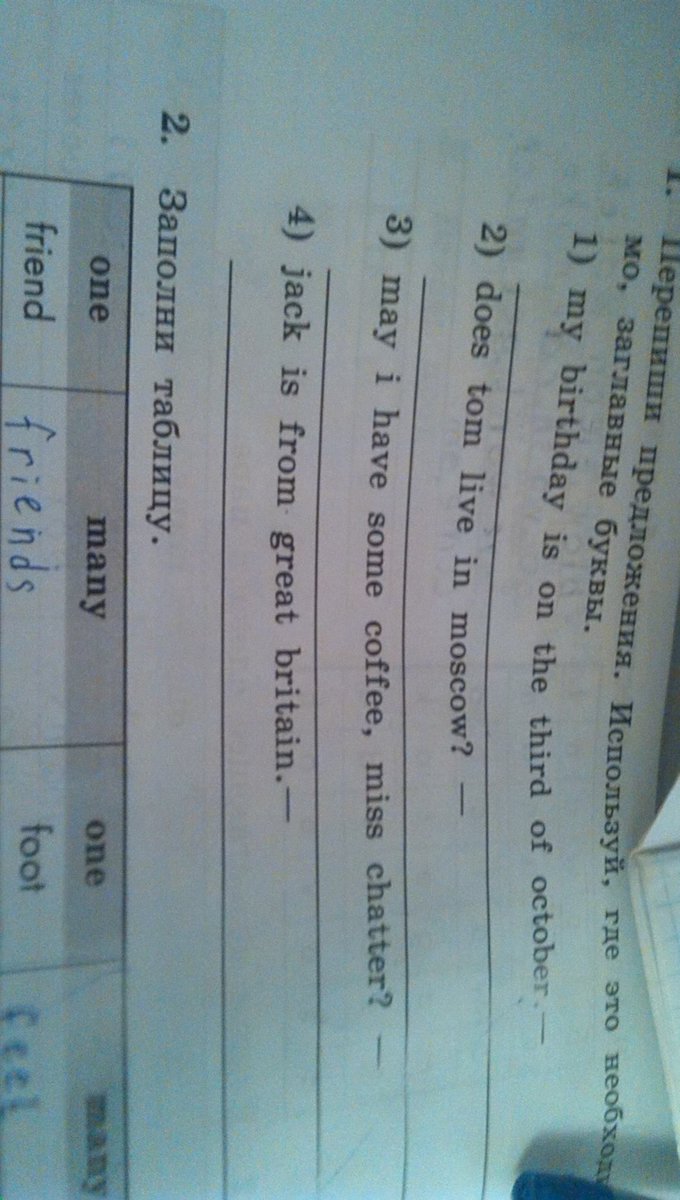 1. Перепиши предложения. Используй, где это необходи
мо, заглавные буквы.
1) my birthday is on the third of october.—
2) does tom live in moscow? —
3) may i have some coffee, miss chatter? —
4) jack is from great britain.—
2. Заполни таблицу.
one many one many
friend friends foot feet